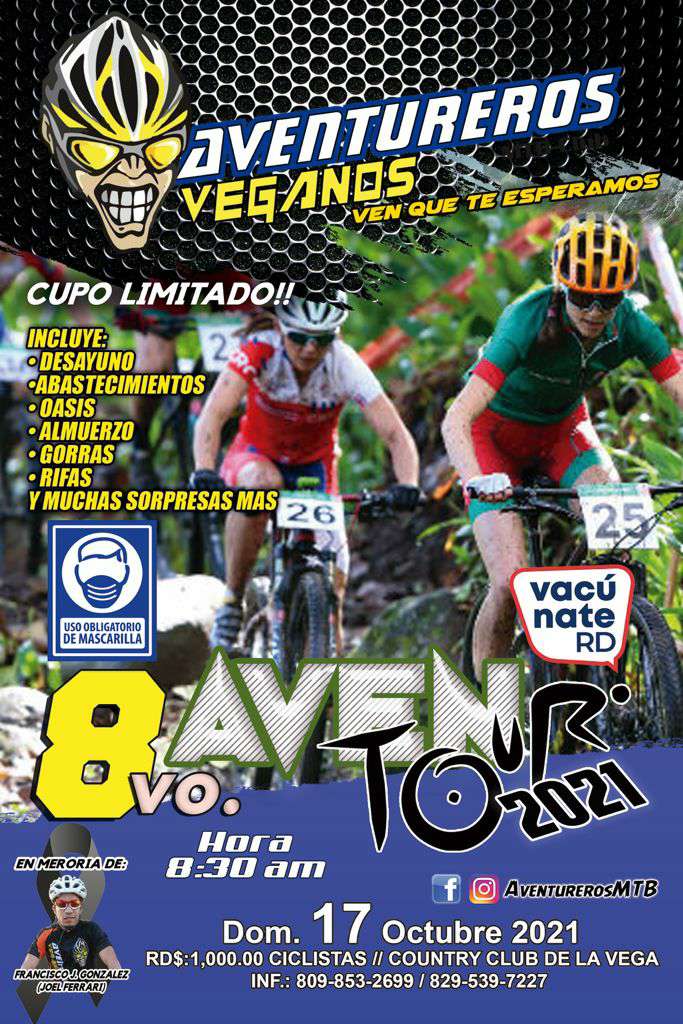 AVENTUREROS
VEGANOS
VEN QUE TE ESPERAMOS
CUPO LIMITADO!!
INCLUYE:
• DESAYUNO
•ABASTECIMIENTOS
• OASIS
• ALMUERZO
• GORRAS
• RIFAS
Y MUCHAS SORPRESAS MAS
26
25
2
USO OBLIGATORIO
DE MASCARILLA
vacú
nate
RD
8vo.
AVEN
TOUR
2021
Hora
8:30 am
EN MERORIA DE:
FRANCISCO J. GONZALEZ
(JOEL FERRARI)
AVENTUREROSMTB
Dom. 17 Octubre 2021
RD$:1,000.00 CICLISTAS // COUNTRY CLUB DE LA VEGA
INF.: 809-853-2699 / 829-539-7227